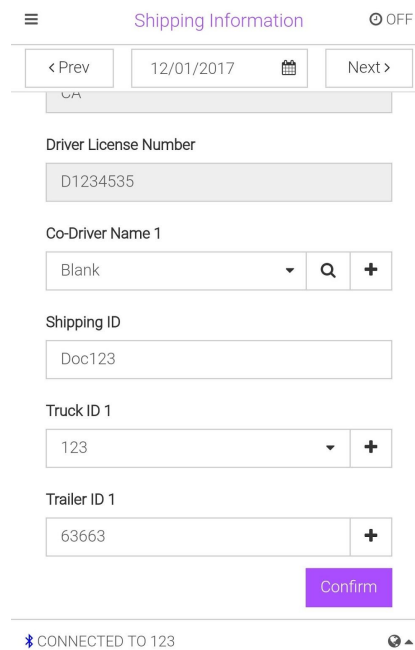 Shipping Information
OFF
Prev
12/01/2017
Next
CA
Driver License Number
D1234535
Co-Driver Name 1
Blank
Shipping ID
Doc123
Truck ID 1
123
Trailer ID 1
63663
Confirm
CONNECTED TO 123